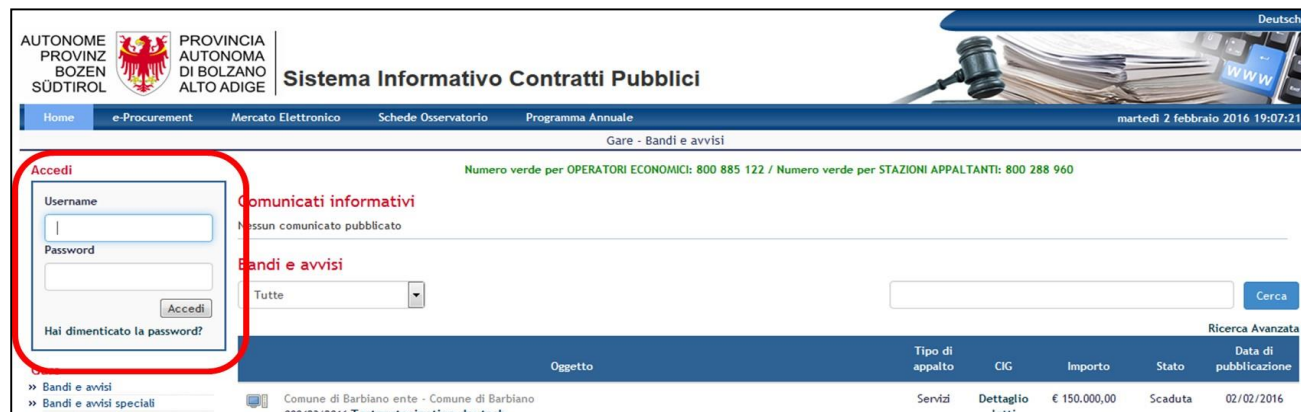 Deutsch
AUTONOME PROVINZ BOZEN SÜDTIROL
PROVINCIA AUTONOMA DI BOLZANO ALTO ADIGE
Sistema Informativo Contratti Pubblici
www
Home e-Procurement Mercato Elettronico Schede Osservatorio Programma Annuale martedì 2 febbraio 2016 19:07:21
Gare - Bandi e avvisi
Accedi
Numero verde per OPERATORI ECONOMICI: 800 885 122 / Numero verde per STAZIONI APPALTANTI: 800 288 960
Username
Password
Accedi
Hai dimenticato la password?
Comunicati informativi
Nessun comunicato pubblicato
Bandi e avvisi
Tutte
Cerca
Ricerca Avanzata
Oggetto Tipo di appalto CIG Importo Stato Data di pubblicazione
Gare
» Bandi e avvisi
» Bandi e avvisi speciali
Comune di Barbiano ente - Comune di Barbiano Servizi Dettaglio € 150.000,00 Scaduta 02/02/2016